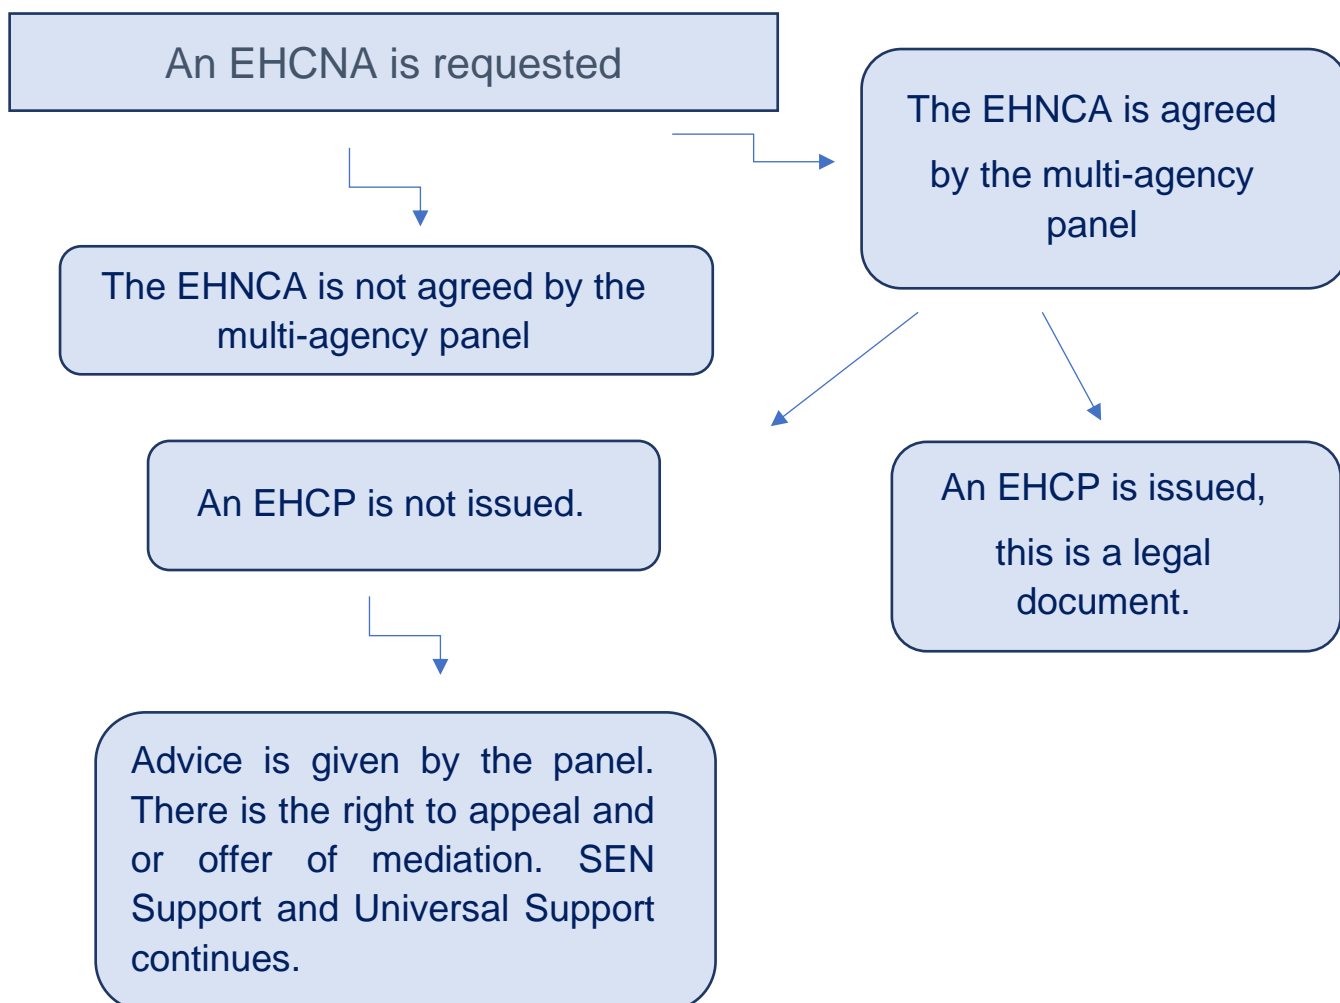 An EHCNA is requested
The EHNCA is agreed
by the multi-agency
panel
The EHNCA is not agreed by the
multi-agency panel
An EHCP is not issued.
An EHCP is issued,
this is a legal
document.
Advice is given by the panel.
There is the right to appeal and
or offer of mediation. SEN
Support and Universal Support
continues.